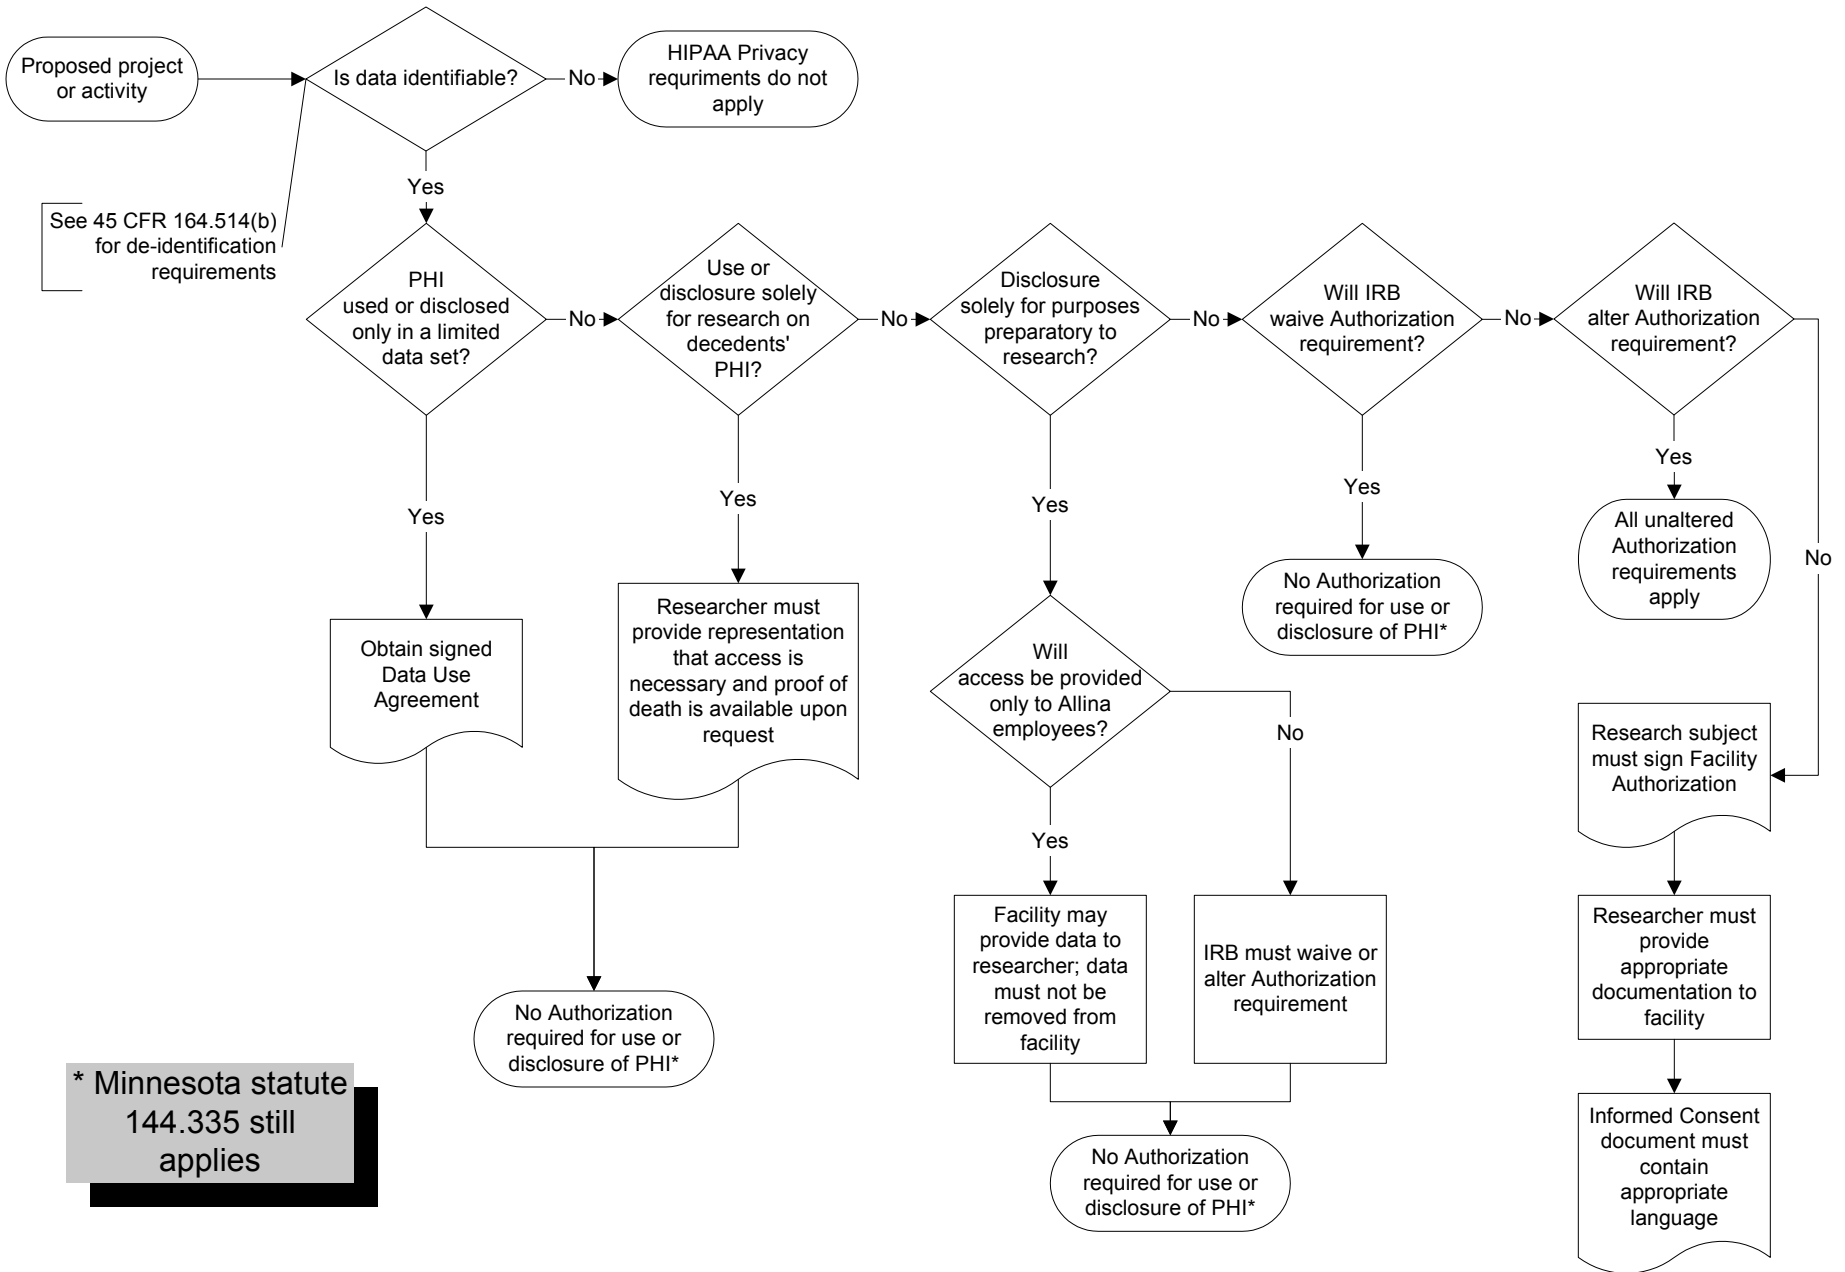 Proposed project
or activity
Is data identifiable?
No
HIPAA Privacy
requriments do not
apply
Yes
See 45 CFR 164.514(b)
for de-identification
requirements
PHI
used or disclosed
only in a limited
data set?
No
Use or
disclosure solely
for research on
decedents'
PHI?
No
Disclosure
solely for purposes
preparatory to
research?
No
Will IRB
waive Authorization
requirement?
No
Will IRB
alter Authorization
requirement?
Yes
Yes
Yes
Yes
Yes
No
Obtain signed
Data Use
Agreement
Researcher must
provide representation
that access is
necessary and proof of
death is available upon
request
Will
access be provided
only to Allina
employees?
No Authorization
required for use or
disclosure of PHI*
All unaltered
Authorization
requirements
apply
Yes
No
Research subject
must sign Facility
Authorization
Facility may
provide data to
researcher; data
must not be
removed from
facility
IRB must waive or
alter Authorization
requirement
Researcher must
provide
appropriate
documentation to
facility
No Authorization
required for use or
disclosure of PHI*
No Authorization
required for use or
disclosure of PHI*
Informed Consent
document must
contain
appropriate
language
* Minnesota statute
144.335 still
applies